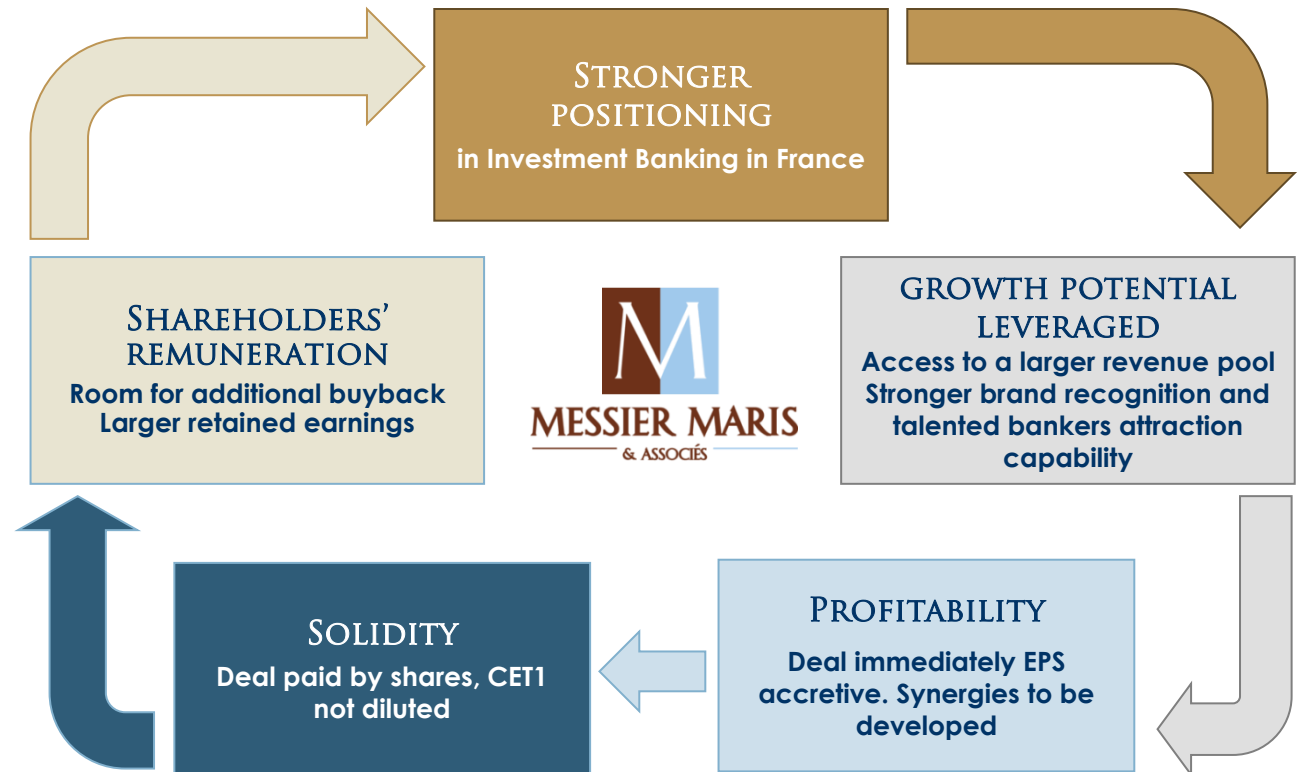 STRONGER
POSITIONING
in Investment Banking in France
GROWTH POTENTIAL
LEVERAGED
Access to a larger revenue pool
Stronger brand recognition and
talented bankers attraction
capability
PROFITABILITY
Deal immediately EPS
accretive. Synergies to be
developed
SOLIDITY
Deal paid by shares, CET1
not diluted
SHAREHOLDERS’
REMUNERATION
Room for additional buyback
Larger retained earnings
M
MESSIER MARIS
& ASSOCIÉS